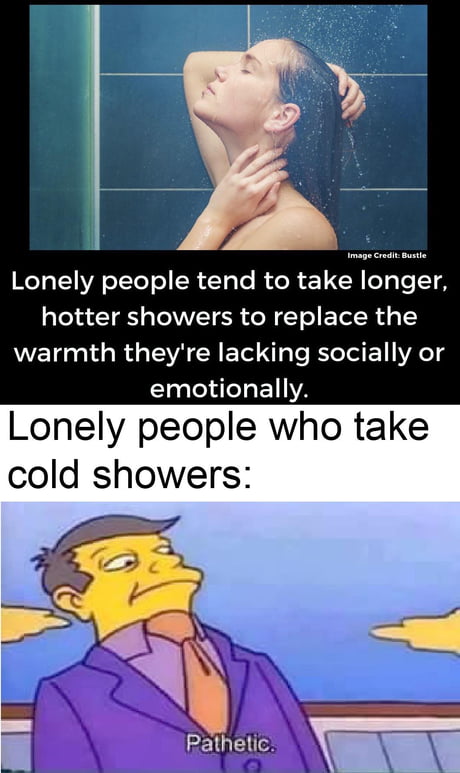 Image Credit: Bustle
Lonely people tend to take longer,
hotter showers to replace the
warmth they're lacking socially or
emotionally.
Lonely people who take
cold showers:
Pathetic.